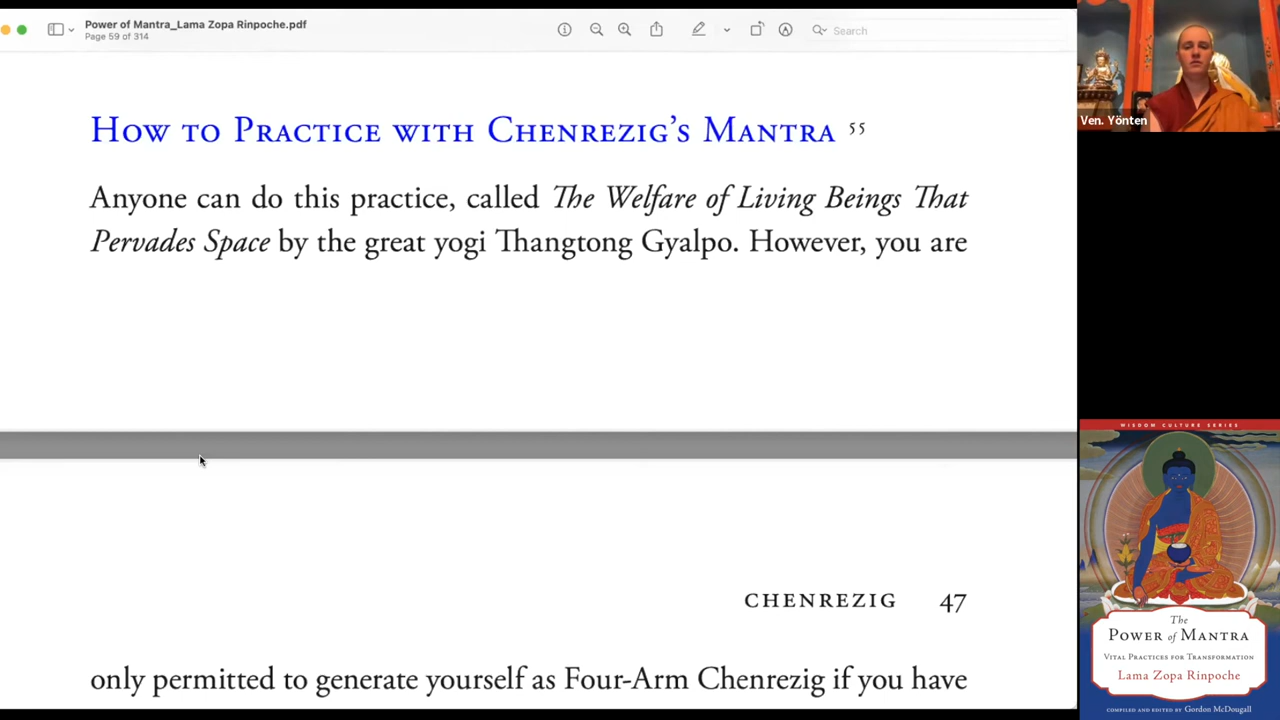 Power of Mantra_Lama Zopa Rinpoche.pdf
Page 59 of 314
Search
How to Practice with Chenrezig's Mantra 55
Anyone can do this practice, called The Welfare of Living Beings That
Pervades Space by the great yogi Thangtong Gyalpo. However, you are
CHENREZIG 47
only permitted to generate yourself as Four-Arm Chenrezig if you have
Ven. Yönten
WISDOM CULTURE SERIES
The
POWER of MANTRA
VITAL PRACTICES FOR TRANSFORMATION
Lama Zopa Rinpoche
COMPILED AND EDITED BY Gordon McDougall